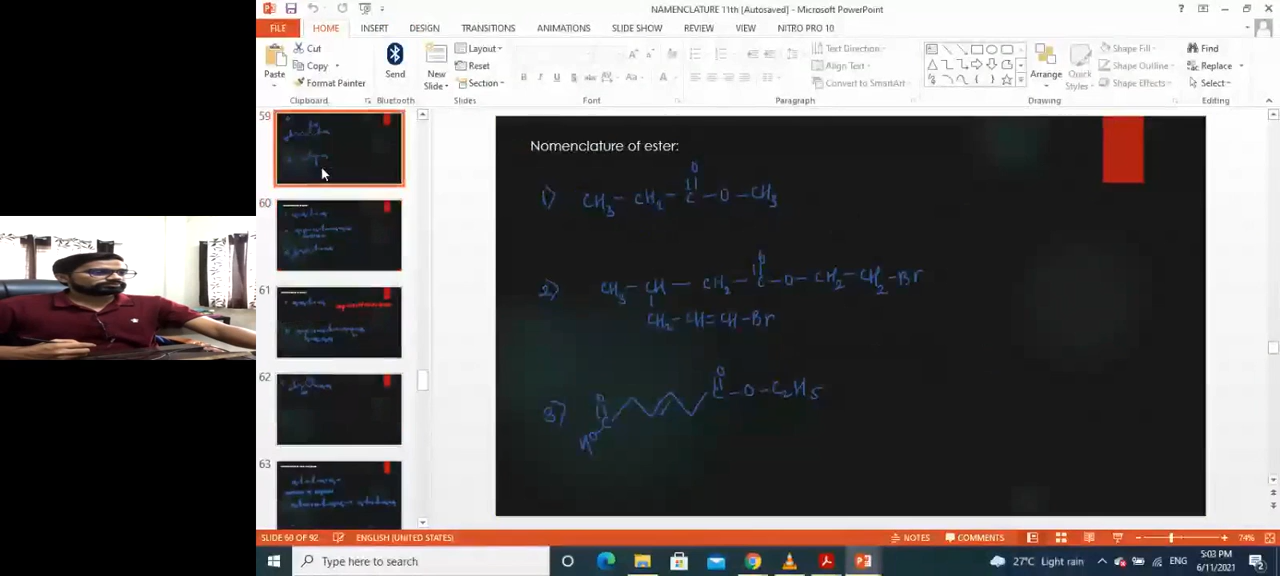 NAMENCLATURE 11th [Autosaved] - Microsoft PowerPoint
FILE HOME INSERT DESIGN TRANSITIONS ANIMATIONS SLIDE SHOW REVIEW VIEW NITRO PRO 10
Cut Layout Text Direction Shape Fill Find
Copy Reset Align Text Shape Outline Replace
Paste Format Painter Send New Slide Section Convert to SmartArt Arrange Quick Styles Shape Effects Select
Clipboard Bluetooth Slides Font Paragraph Drawing Editing
59
60
61
62
63
Nomenclature of ester:
O
1) CH3 - CH2 - C - O - CH3
O
2) CH3 - CH - CH2 - C - O - CH2 - CH2 - Br
CH2 - CH = CH - Br
O
3) C - O - C2H5
O
C
HO
SLIDE 60 OF 92 ENGLISH (UNITED STATES) NOTES COMMENTS 74%
Type here to search 27°C Light rain ENG 5:03 PM
6/11/2021